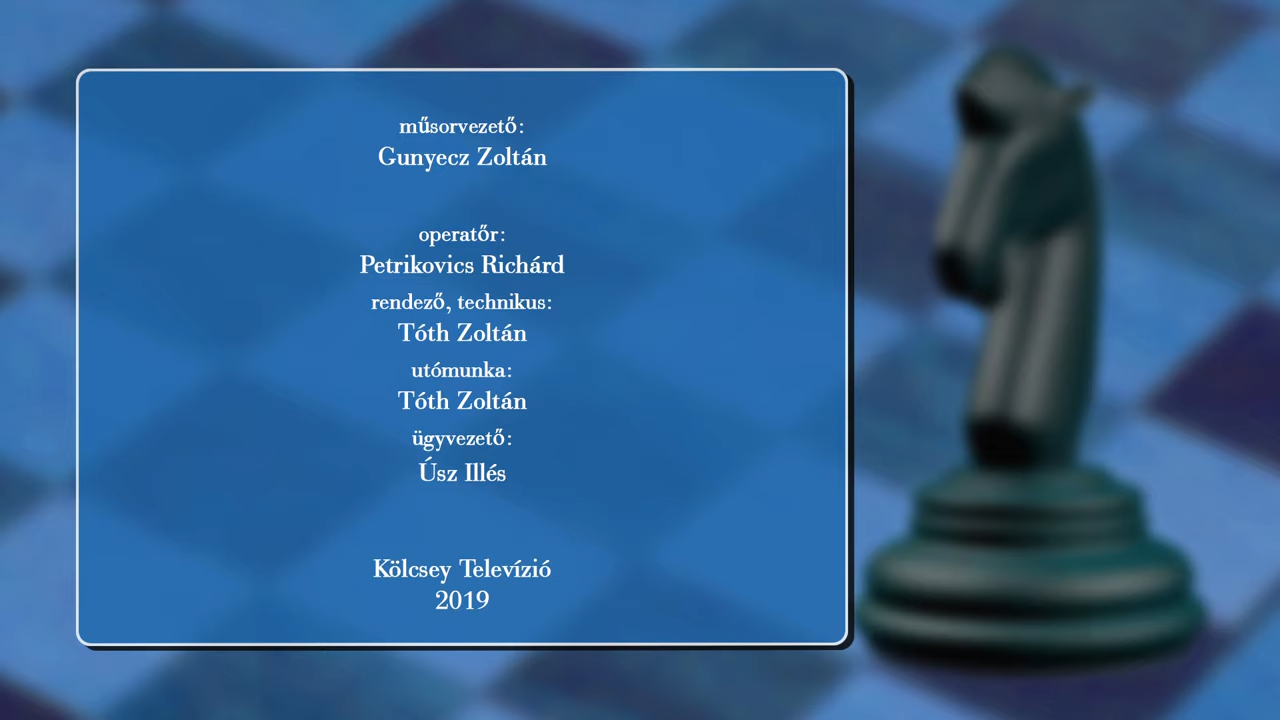 műsorvezető:
Gunyecz Zoltán
operatőr:
Petrikovics Richárd
rendező, technikus:
Tóth Zoltán
utómunka:
Tóth Zoltán
ügyvezető:
Úsz Illés
Kölcsey Televízió
2019